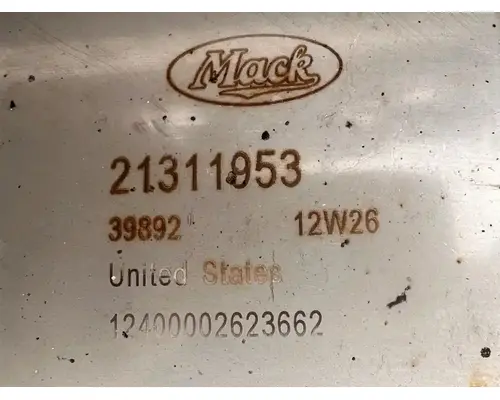 Mack
21311953
39892 12W26
United States
12400002623662